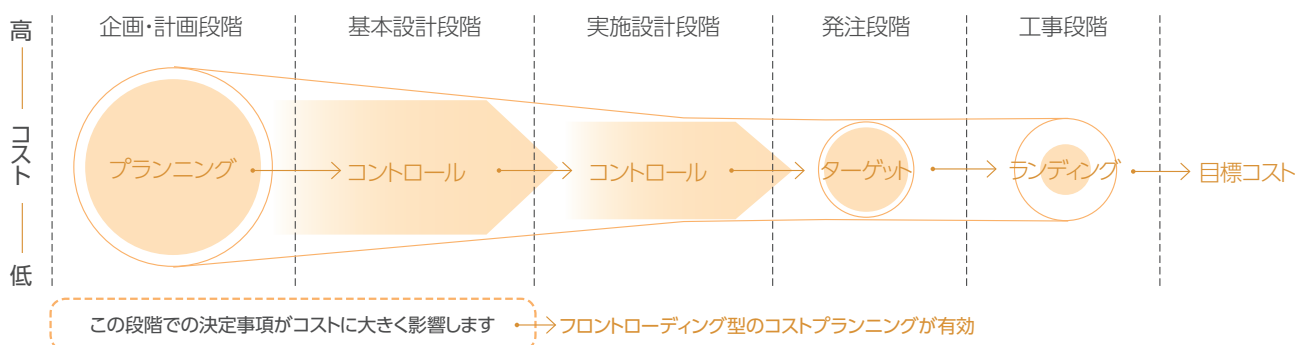 高
コスト
低
企画・計画段階
基本設計段階
実施設計段階
発注段階
工事段階
プランニング
コントロール
コントロール
ターゲット
ランディング
目標コスト
この段階での決定事項がコストに大きく影響します
フロントローディング型のコストプランニングが有効